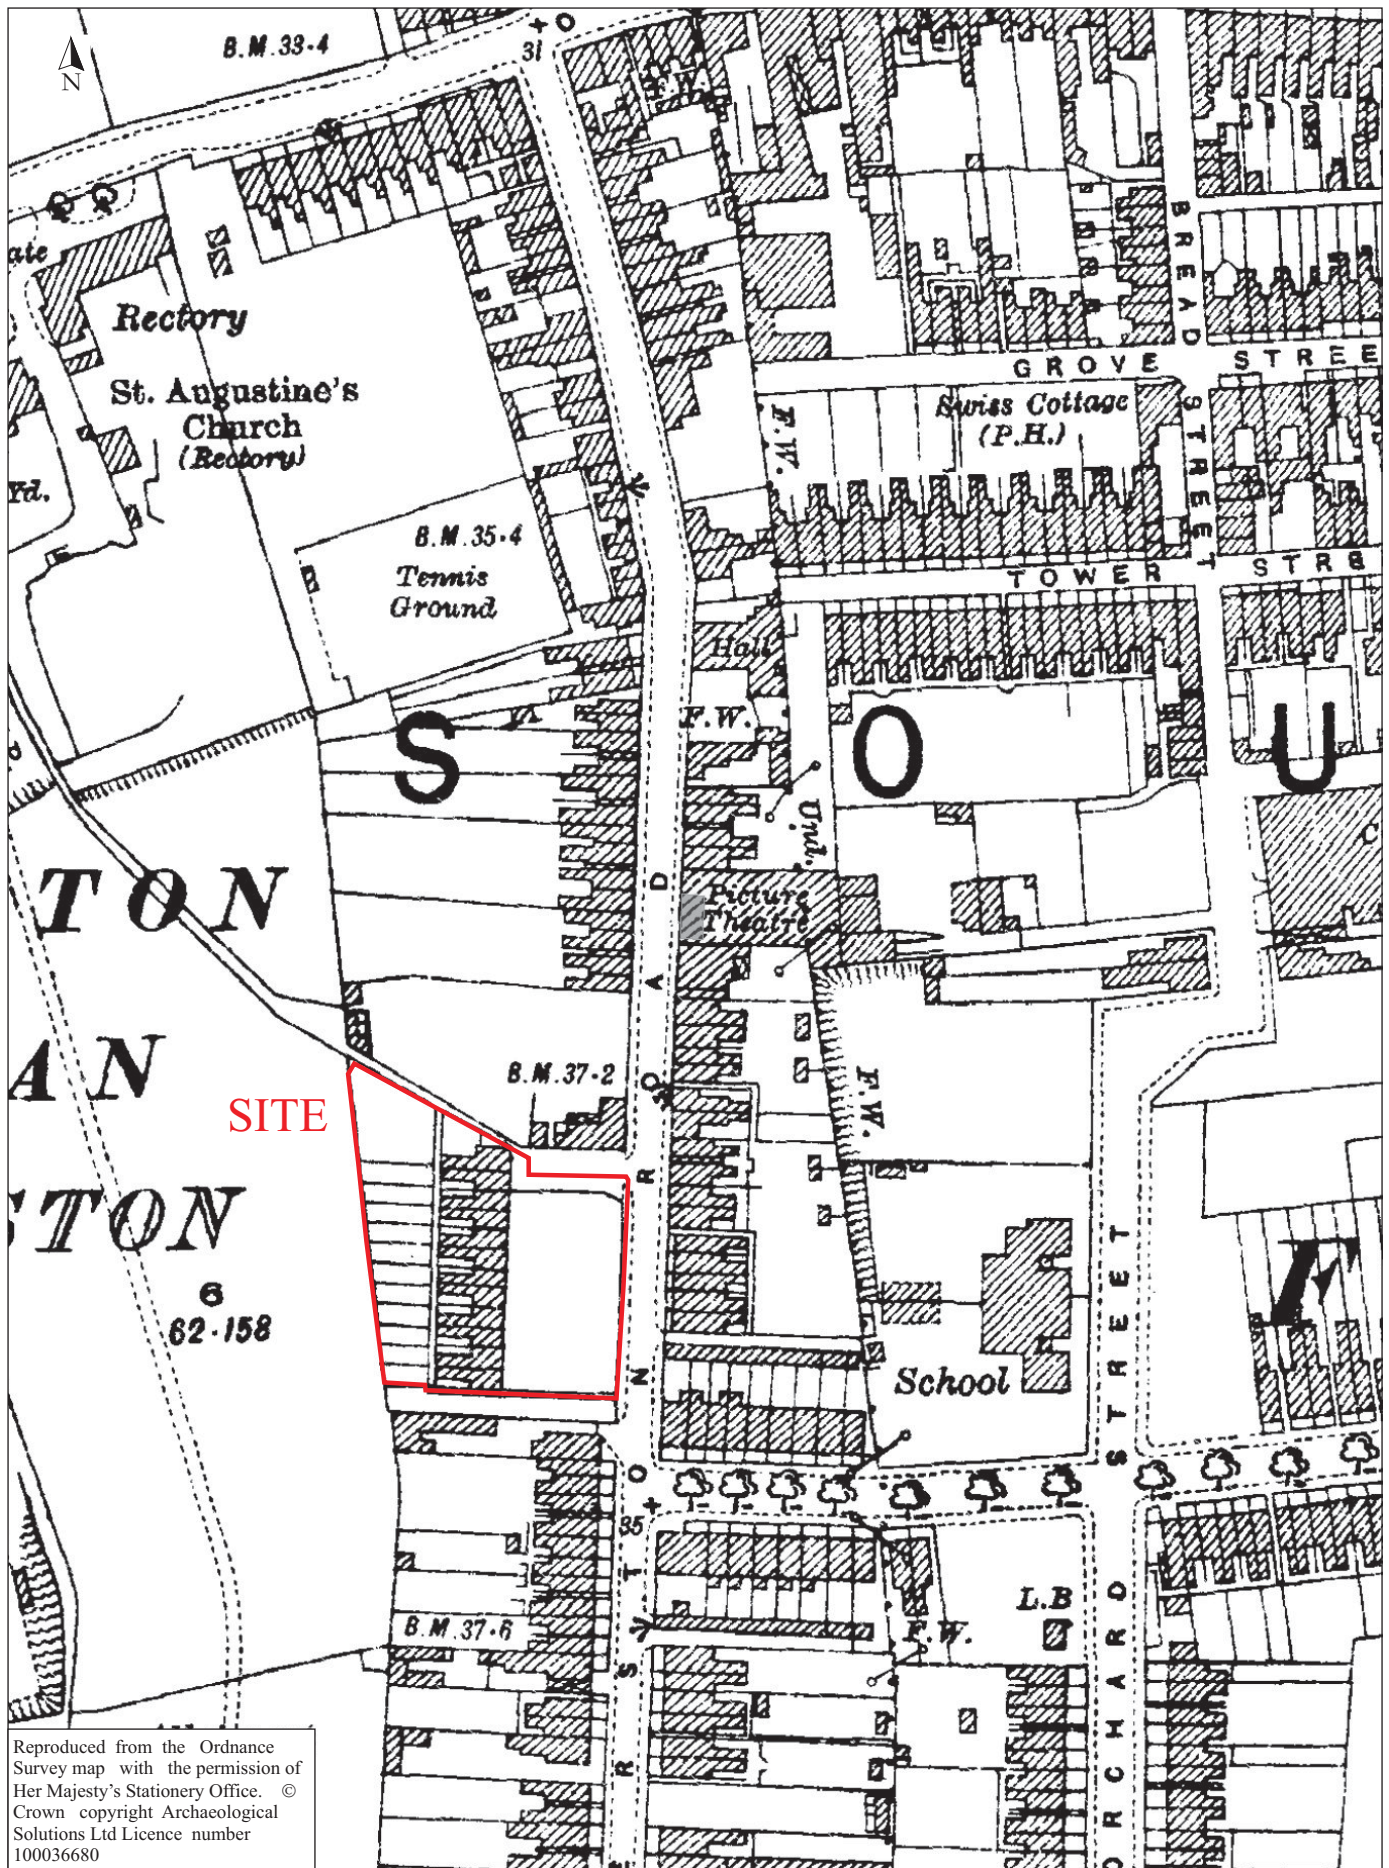 B.M. 33·4
31
N
BREAD STREET
Rectory
GROVE STREE
St. Augustine's
Church
(Rectory)
Swiss Cottage
(P.H.)
F.W.
Yd.
B.M. 35·4
Tennis
Ground
TOWER STRE
Hall
F.W.
S O U
Und.
TON
Picture
Theatre
C
AN
B.M. 37·2
SITE
F.W.
TON
6
62·158
School
35
L.B
B.M. 37·6
F.W.
ORCHARD STREET
RSTON ROAD
Reproduced from the Ordnance
Survey map with the permission of
Her Majesty's Stationery Office. ©
Crown copyright Archaeological
Solutions Ltd Licence number
100036680